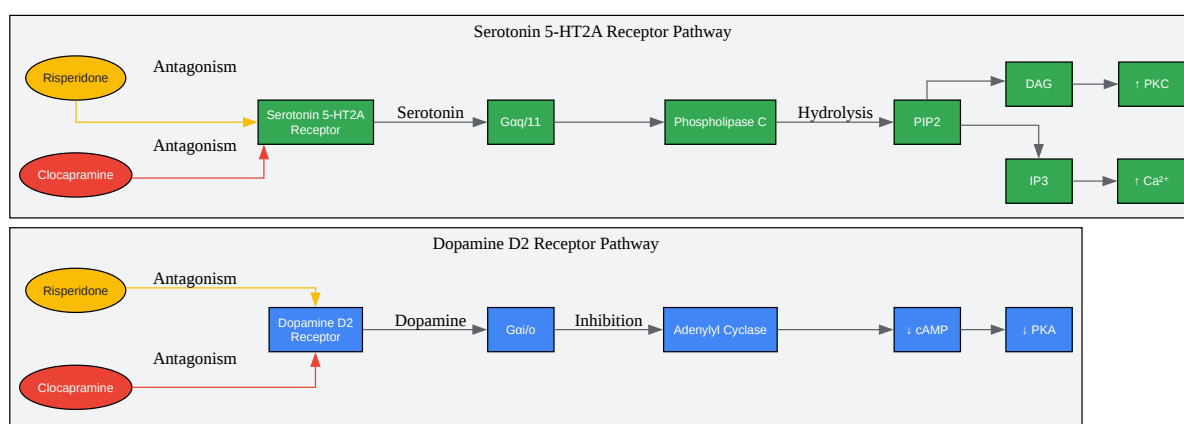 Serotonin 5-HT2A Receptor Pathway
Risperidone
Antagonism
Clocapramine
Antagonism
Serotonin 5-HT2A
Receptor
Serotonin
Gαq/11
Phospholipase C
Hydrolysis
PIP2
DAG
↑ PKC
IP3
↑ Ca²⁺
Dopamine D2 Receptor Pathway
Risperidone
Antagonism
Clocapramine
Antagonism
Dopamine D2
Receptor
Dopamine
Gαi/o
Inhibition
Adenylyl Cyclase
↓ cAMP
↓ PKA